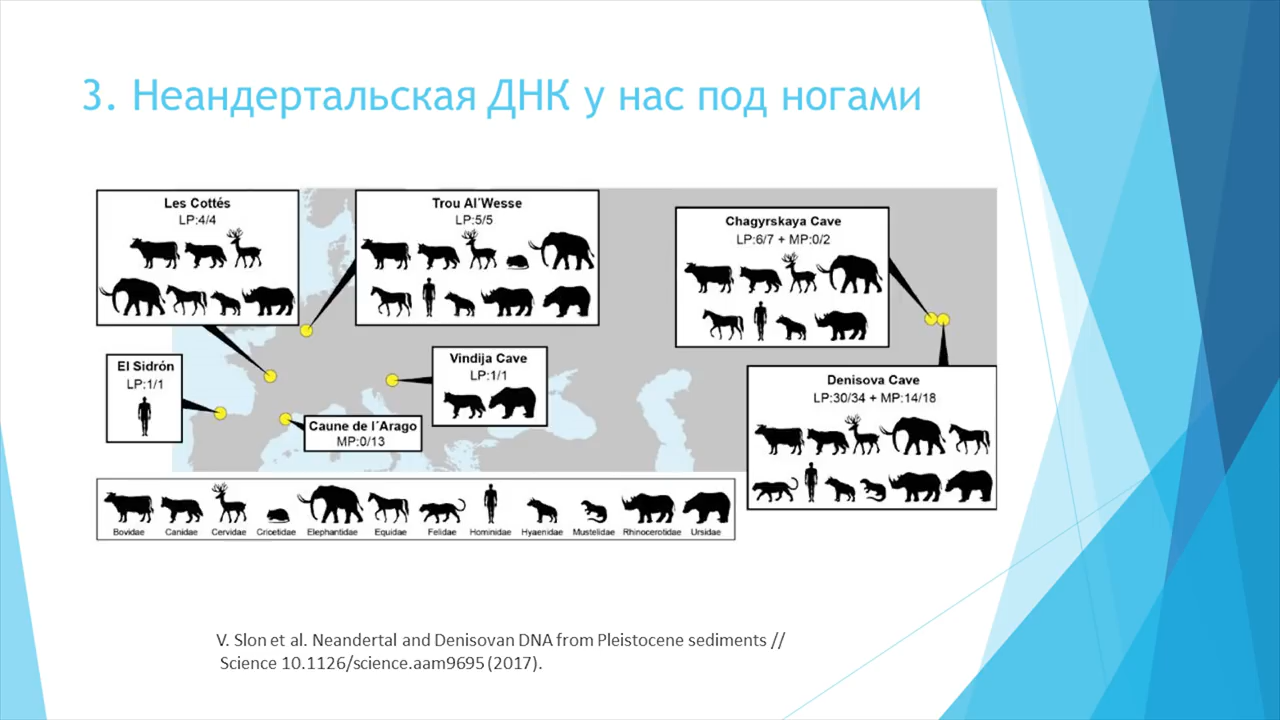 3. Неандертальская ДНК у нас под ногами
Les Cottés
LP:4/4
Trou Al´Wesse
LP:5/5
Chagyrskaya Cave
LP:6/7 + MP:0/2
El Sidrón
LP:1/1
Vindija Cave
LP:1/1
Caune de l´Arago
MP:0/13
Denisova Cave
LP:30/34 + MP:14/18
Bovidae Canidae Cervidae Cricetidae Elephantidae Equidae Felidae Hominidae Hyaenidae Mustelidae Rhinocerotidae Ursidae
V. Slon et al. Neandertal and Denisovan DNA from Pleistocene sediments //
Science 10.1126/science.aam9695 (2017).